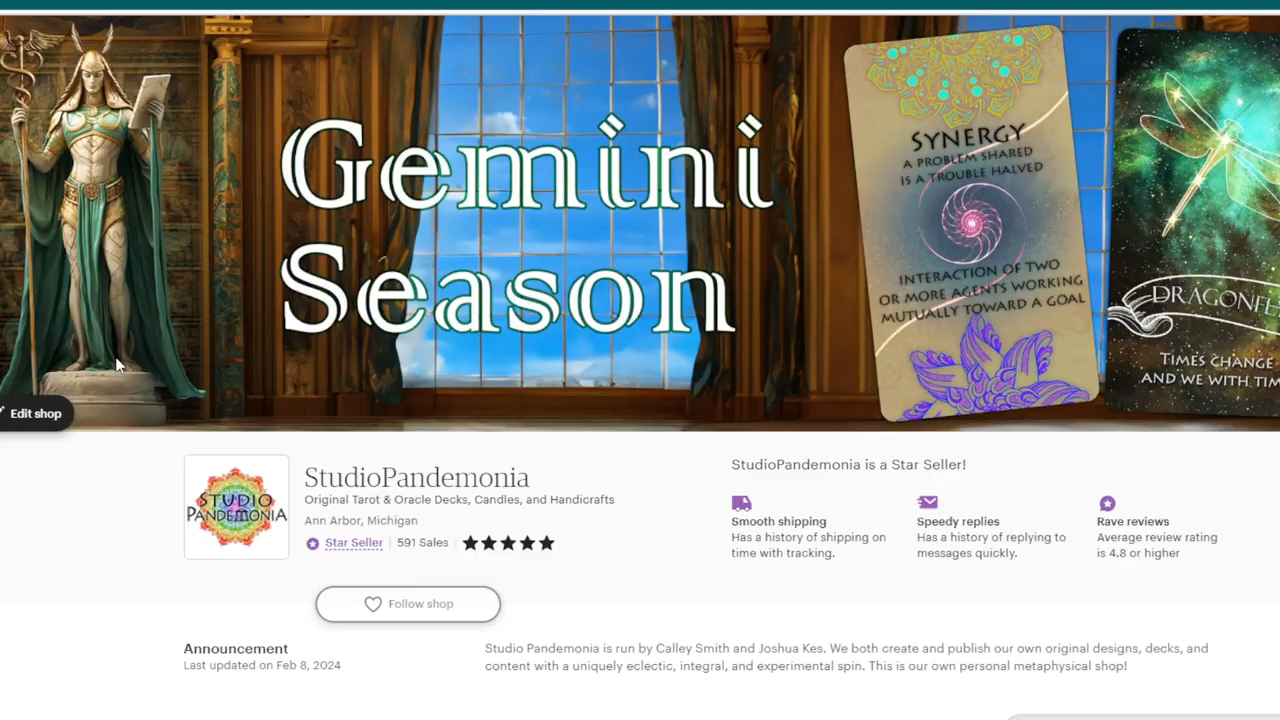 Gemini
Season
SYNERGY
A PROBLEM SHARED
IS A TROUBLE HALVED
INTERACTION OF TWO
OR MORE AGENTS WORKING
MUTUALLY TOWARD A GOAL
TIMES CHANGE
AND WE WITH
Edit shop
STUDIO
PANDEMONIA
StudioPandemonia
Original Tarot & Oracle Decks, Candles, and Handicrafts
Ann Arbor, Michigan
Star Seller
591 Sales
Follow shop
StudioPandemonia is a Star Seller!
Smooth shipping
Has a history of shipping on
time with tracking.
Speedy replies
Has a history of replying to
messages quickly.
Rave reviews
Average review rating
is 4.8 or higher
Announcement
Last updated on Feb 8, 2024
Studio Pandemonia is run by Calley Smith and Joshua Kes. We both create and publish our own original designs, decks, and
content with a uniquely eclectic, integral, and experimental spin. This is our own personal metaphysical shop!